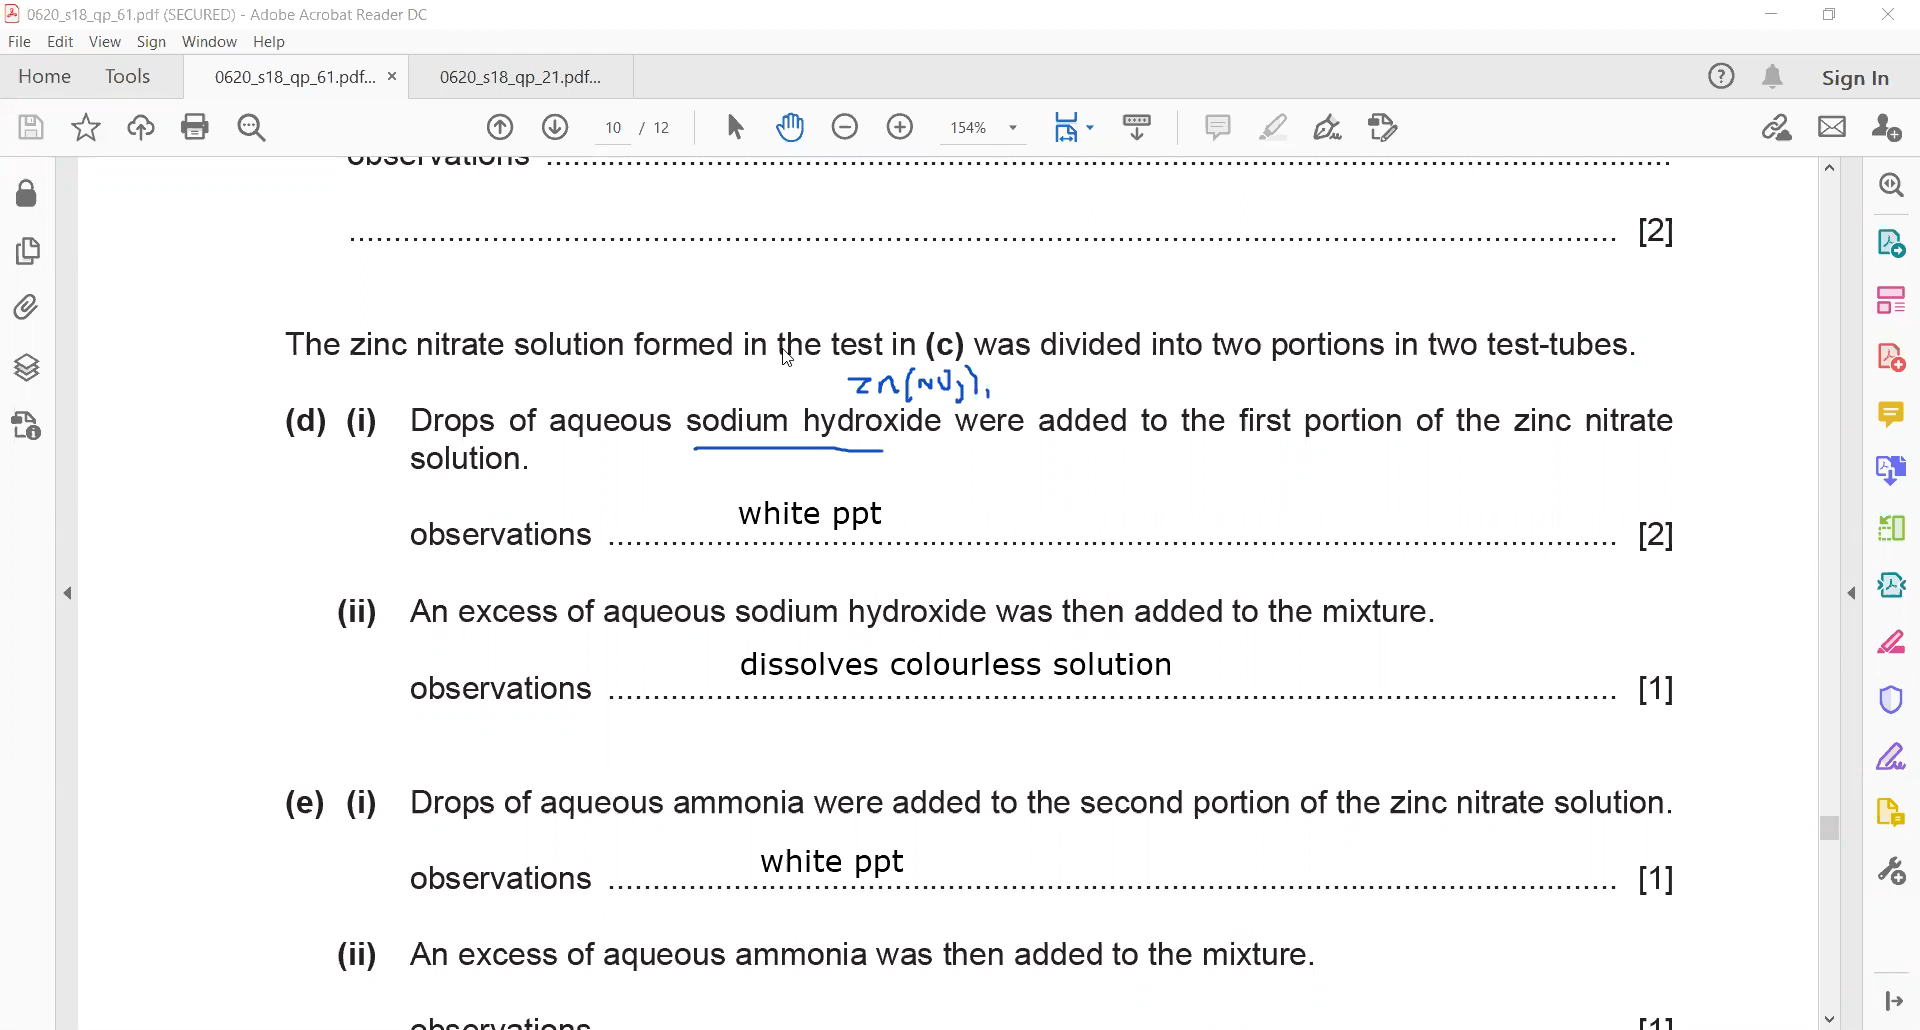 0620_s18_qp_61.pdf (SECURED) - Adobe Acrobat Reader DC
File Edit View Sign Window Help
Home Tools 0620_s18_qp_61.pdf... × 0620_s18_qp_21.pdf... Sign In
10 / 12 154%
observations ........................................................................
........................................................................ [2]
The zinc nitrate solution formed in the test in (c) was divided into two portions in two test-tubes.
(d) (i) Drops of aqueous sodium hydroxide were added to the first portion of the zinc nitrate
solution.
white ppt
observations ........................................................................ [2]
(ii) An excess of aqueous sodium hydroxide was then added to the mixture.
dissolves colourless solution
observations ........................................................................ [1]
(e) (i) Drops of aqueous ammonia were added to the second portion of the zinc nitrate solution.
white ppt
observations ........................................................................ [1]
(ii) An excess of aqueous ammonia was then added to the mixture.
observations [1]